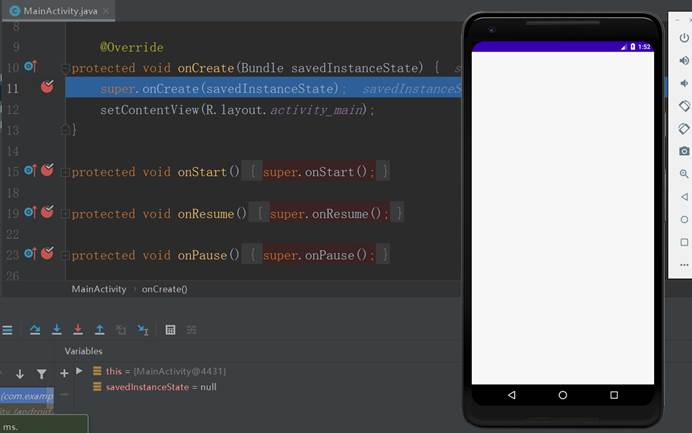 MainActivity.java
8
9 @Override
10 protected void onCreate(Bundle savedInstanceState) { s
11 super.onCreate(savedInstanceState); savedInstanceS
12 setContentView(R.layout.activity_main);
13 }
14
15 protected void onStart() { super.onStart(); }
18
19 protected void onResume() { super.onResume(); }
22
23 protected void onPause() { super.onPause(); }
26
MainActivity › onCreate()
1:52
Variables
this = {MainActivity@4431}
savedInstanceState = null
(com.examp
ms.